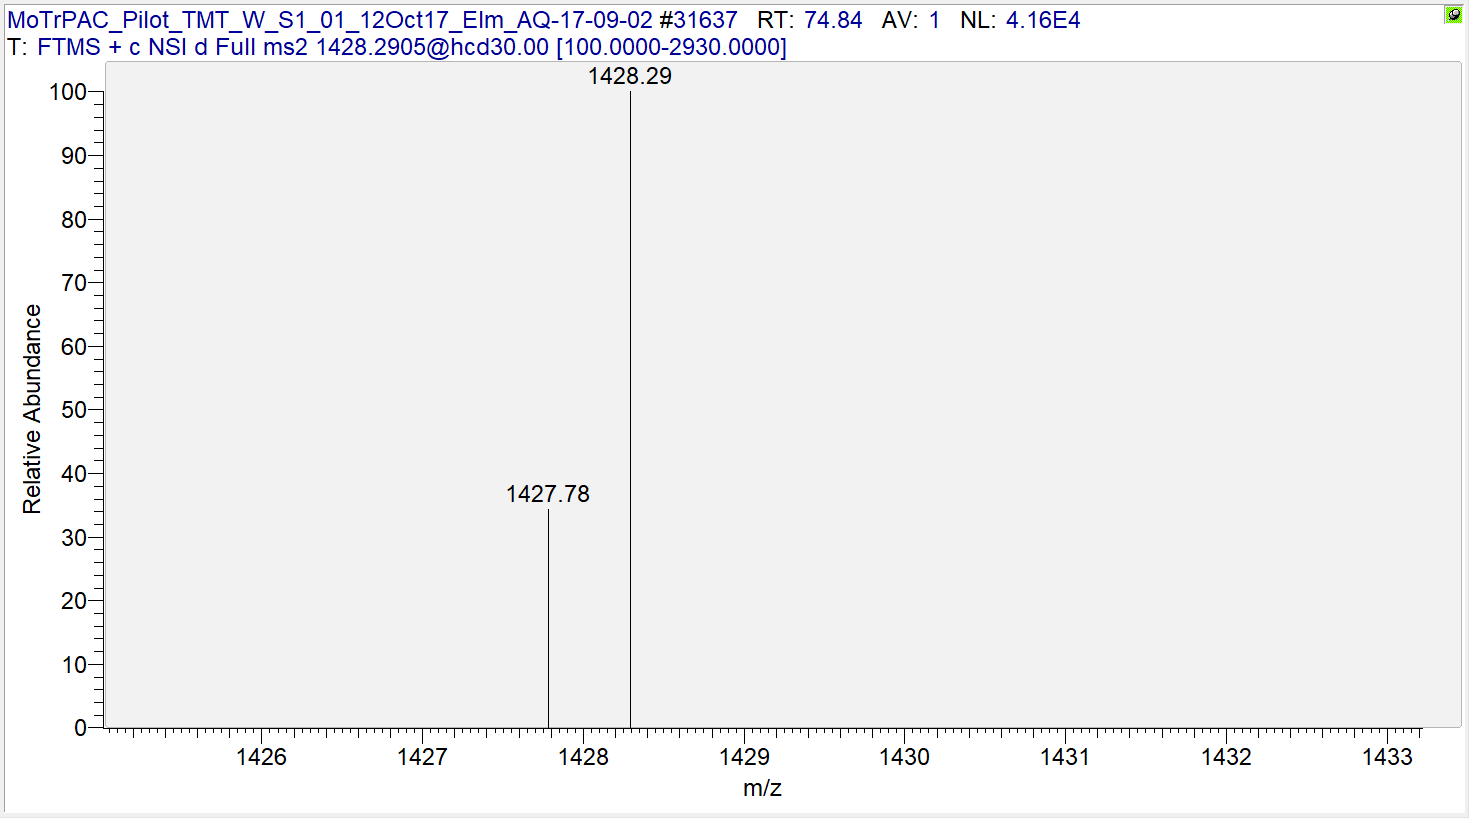 MoTrPAC_Pilot_TMT_W_S1_01_12Oct17_Elm_AQ-17-09-02 #31637 RT: 74.84 AV: 1 NL: 4.16E4
T: FTMS + c NSI d Full ms2 1428.2905@hcd30.00 [100.0000-2930.0000]
1428.29
100
90
80
70
60
50
40
30
20
10
0
Relative Abundance
1427.78
1426 1427 1428 1429 1430 1431 1432 1433
m/z